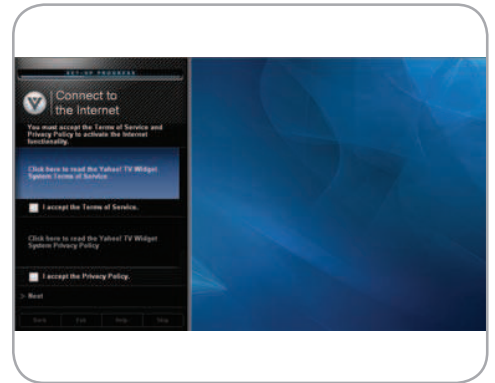 SET-UP PROGRESS
Connect to
the Internet
You must accept the Terms of Service and
Privacy Policy to activate the Internet
functionality.
Click here to read the Yahoo! TV Widget
System Terms of Service
I accept the Terms of Service.
Click here to read the Yahoo! TV Widget
System Privacy Policy
I accept the Privacy Policy.
> Next
Back Exit Help Skip